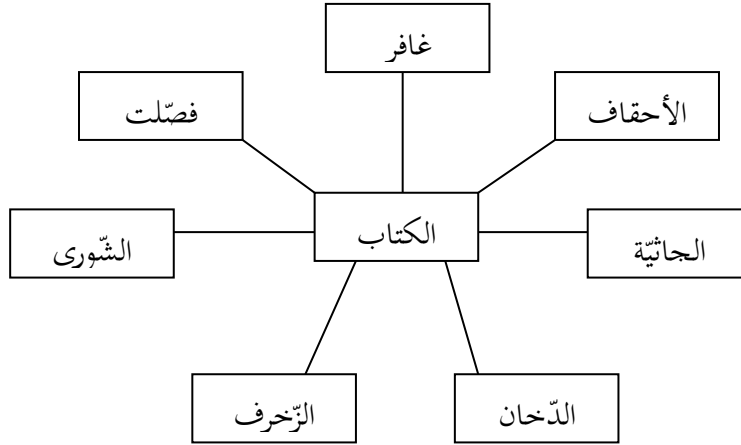 غافر
الأحقاف
فصّلت
الكتاب
الجاثيّة
الشّورى
الدّخان
الزّخرف